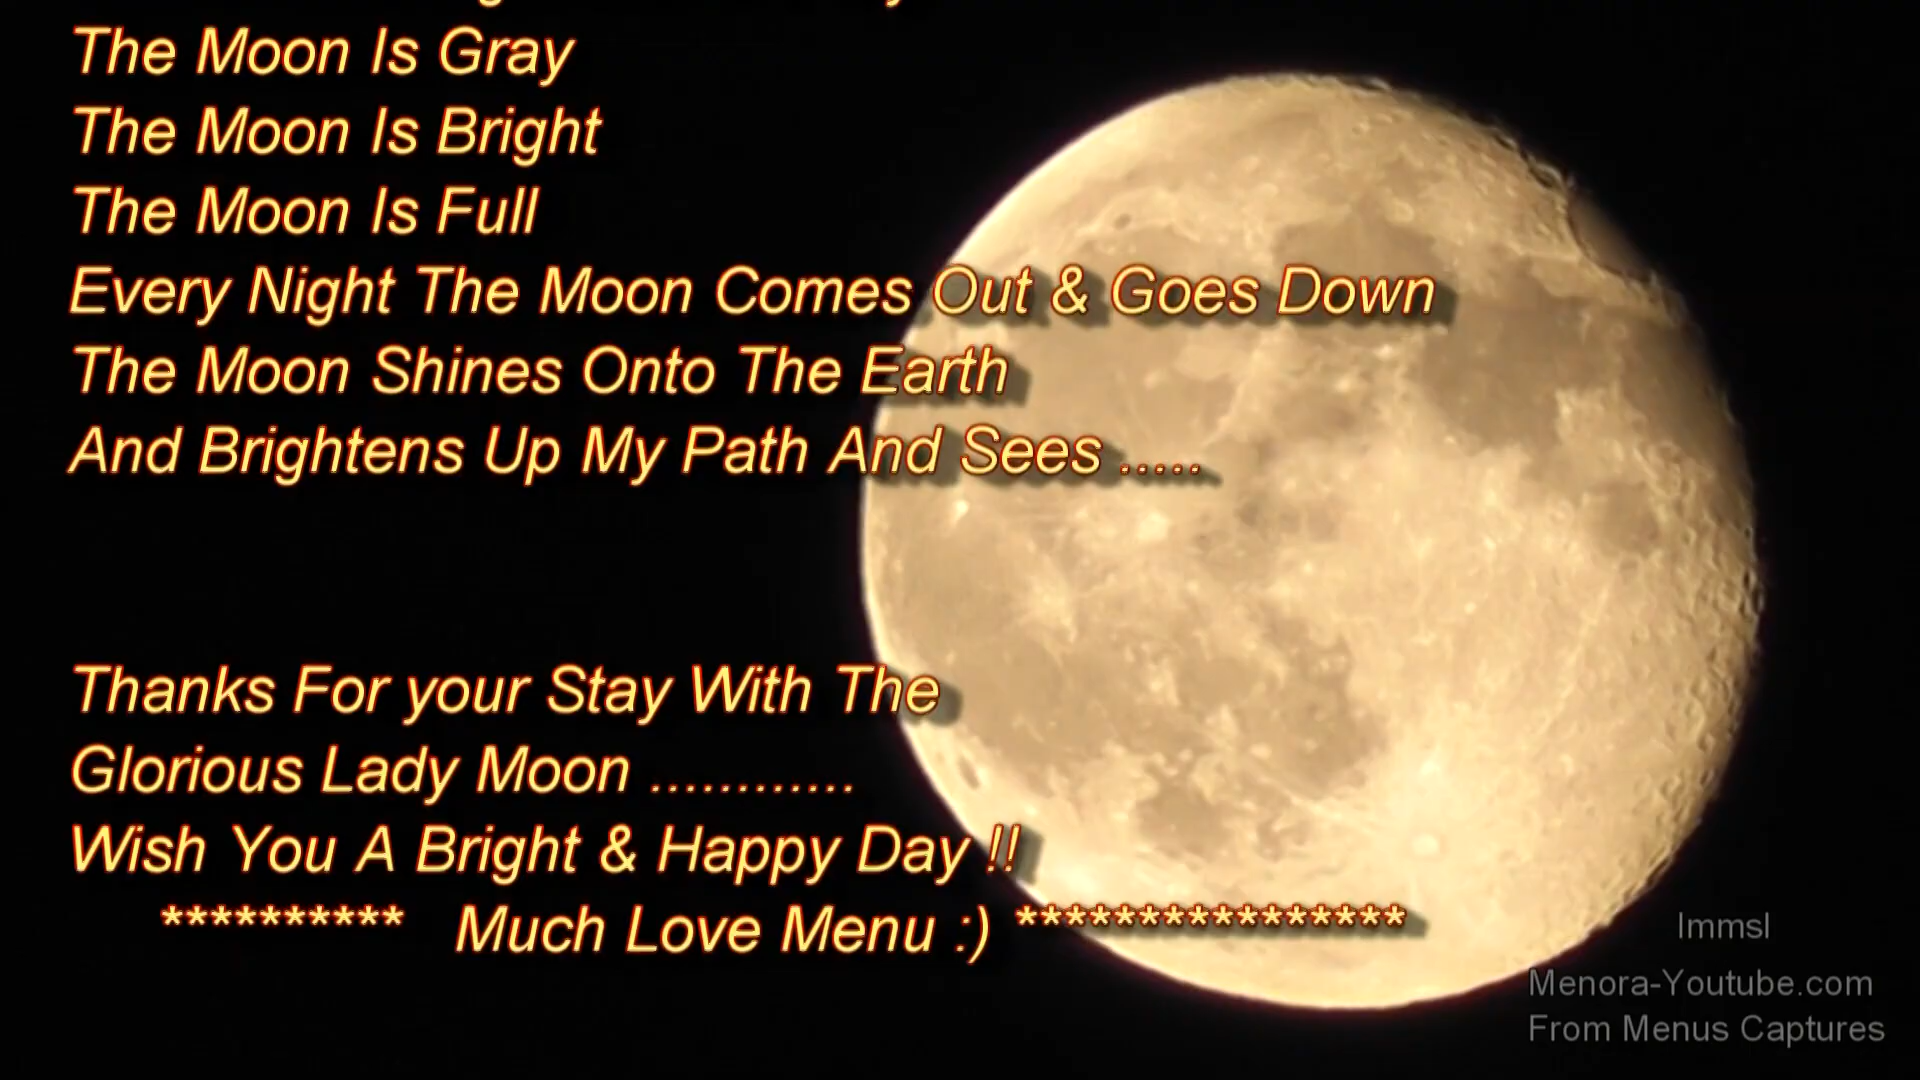 The Moon Is Gray
The Moon Is Bright
The Moon Is Full
Every Night The Moon Comes Out & Goes Down
The Moon Shines Onto The Earth
And Brightens Up My Path And Sees .....
Thanks For your Stay With The
Glorious Lady Moon ............
Wish You A Bright & Happy Day !!
********** Much Love Menu :) ****************
Immsl
Menora-Youtube.com
From Menus Captures